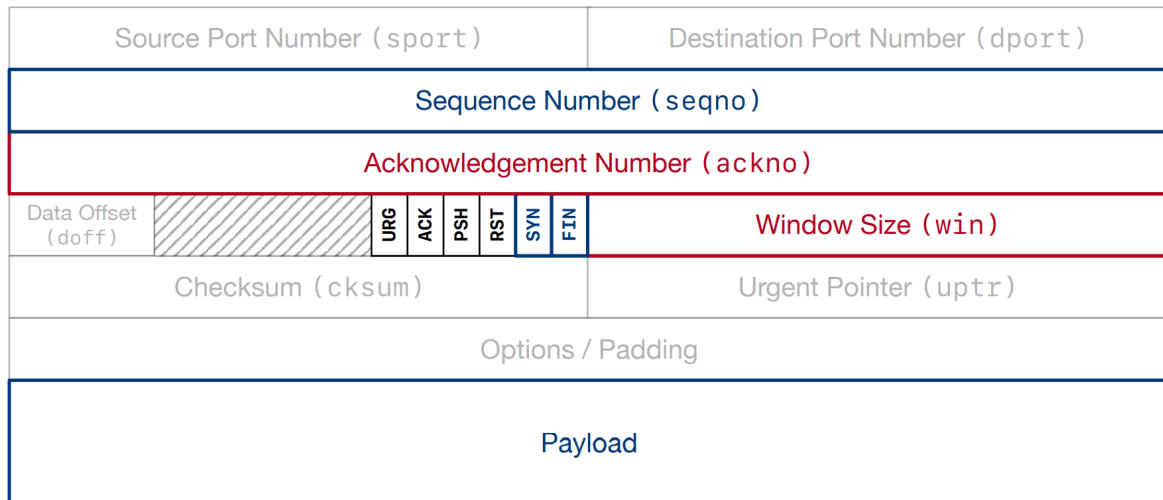 Source Port Number (sport)
Destination Port Number (dport)
Sequence Number (seqno)
Acknowledgement Number (ackno)
Data Offset
(doff)
URG
ACK
PSH
RST
SYN
FIN
Window Size (win)
Checksum (cksum)
Urgent Pointer (uptr)
Options / Padding
Payload